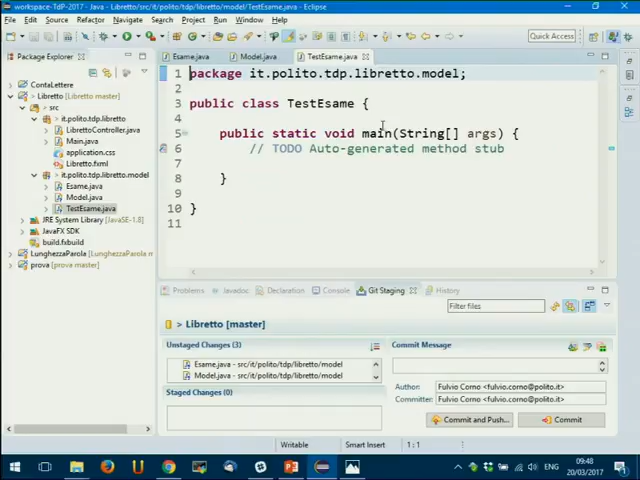 workspace-TdP-2017 - Java - Libretto/src/it/polito/tdp/libretto/model/TestEsame.java - Eclipse
File Edit Source Refactor Navigate Search Project Run Window Help
Quick Access
Package Explorer
ContaLettere
Libretto [Libretto master]
src
it.polito.tdp.libretto
LibrettoController.java
Main.java
application.css
Libretto.fxml
it.polito.tdp.libretto.model
Esame.java
Model.java
TestEsame.java
JRE System Library [JavaSE-1.8]
JavaFX SDK
build.fxbuild
LunghezzaParola [LunghezzaParola m
prova [prova master]
Esame.java Model.java TestEsame.java
1 package it.polito.tdp.libretto.model;
2
3 public class TestEsame {
4
5 public static void main(String[] args) {
6 // TODO Auto-generated method stub
7
8 }
9
10 }
11
Problems Javadoc Declaration Console Git Staging History
Filter files
> Libretto [master]
Unstaged Changes (3)
Esame.java - src/it/polito/tdp/libretto/model
Model.java - src/it/polito/tdp/libretto/model
Staged Changes (0)
Commit Message
Author: Fulvio Corno <fulvio.corno@polito.it>
Committer: Fulvio Corno <fulvio.corno@polito.it>
Commit and Push... Commit
Writable Smart Insert 1 : 1
09:48
20/03/2017